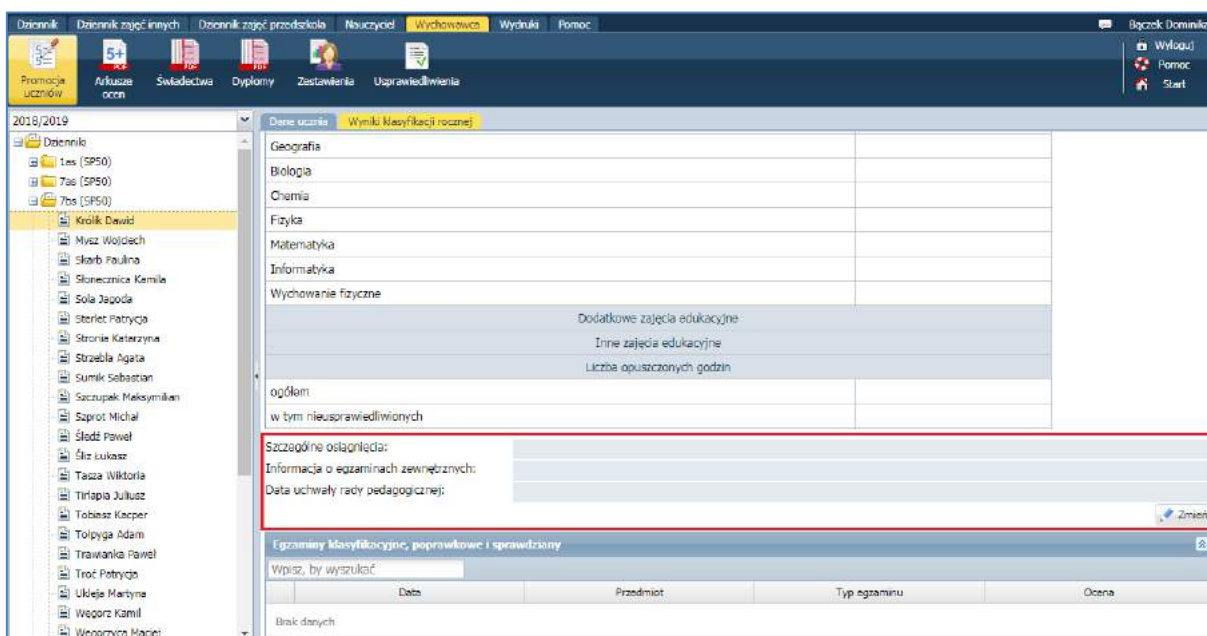 Dziennik Dziennik zajęć innych Dziennik zajęć przedszkola Nauczyciel Wychowawca Wydruki Pomoc Bączek Dominika
Promocja uczniów
Arkusze ocen
Świadectwa
Dyplomy
Zestawienia
Usprawiedliwienia
Wyloguj
Pomoc
Start
2018/2019
Dzienniki
1as (SP50)
7as (SP50)
7bs (SP50)
Królik Dawid
Mysz Wojciech
Skarb Paulina
Słonecznica Kamila
Sola Jagoda
Sterlet Patrycja
Stronia Katarzyna
Strzebla Agata
Sumik Sebastian
Szczupak Maksymilian
Szprot Michał
Śledź Paweł
Śliz Łukasz
Tasza Wiktoria
Tirlapia Juliusz
Tobiasz Kacper
Tołpyga Adam
Trawianka Paweł
Troć Patrycja
Ukleja Martyna
Węgorz Kamil
Węgorzyca Maciej
Dane ucznia Wyniki klasyfikacji rocznej
Geografia
Biologia
Chemia
Fizyka
Matematyka
Informatyka
Wychowanie fizyczne
Dodatkowe zajęcia edukacyjne
Inne zajęcia edukacyjne
Liczba opuszczonych godzin
ogółem
w tym nieusprawiedliwionych
Szczególne osiągnięcia:
Informacja o egzaminach zewnętrznych:
Data uchwały rady pedagogicznej:
Zmień
Egzaminy klasyfikacyjne, poprawkowe i sprawdziany
Wpisz, by wyszukać
Data Przedmiot Typ egzaminu Ocena
Brak danych